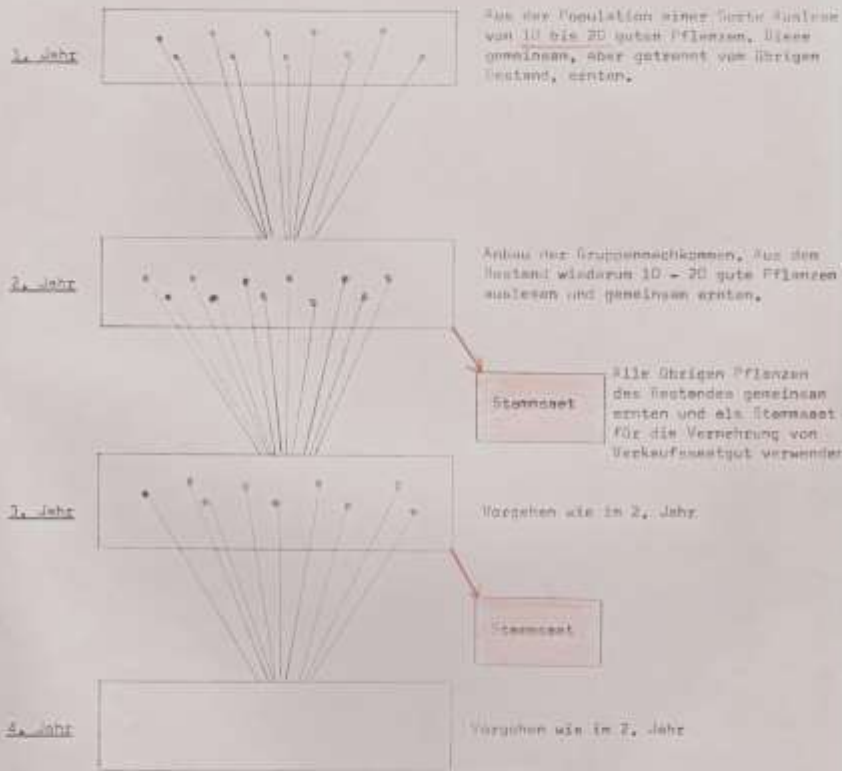 1. Jahr
Aus der Population einer Sorte Auslese
von 10 bis 20 guten Pflanzen. Diese
gemeinsam, aber getrennt vom übrigen
Bestand, ernten.
2. Jahr
Anbau der Gruppennachkommen. Aus dem
Bestand wiederum 10 - 20 gute Pflanzen
auslesen und gemeinsam ernten.
Stammsaat
Alle übrigen Pflanzen
des Bestandes gemeinsam
ernten und als Stammsaat
für die Vermehrung von
Verkaufssaatgut verwenden
3. Jahr
Vorgehen wie im 2. Jahr
Stammsaat
4. Jahr
Vorgehen wie im 2. Jahr